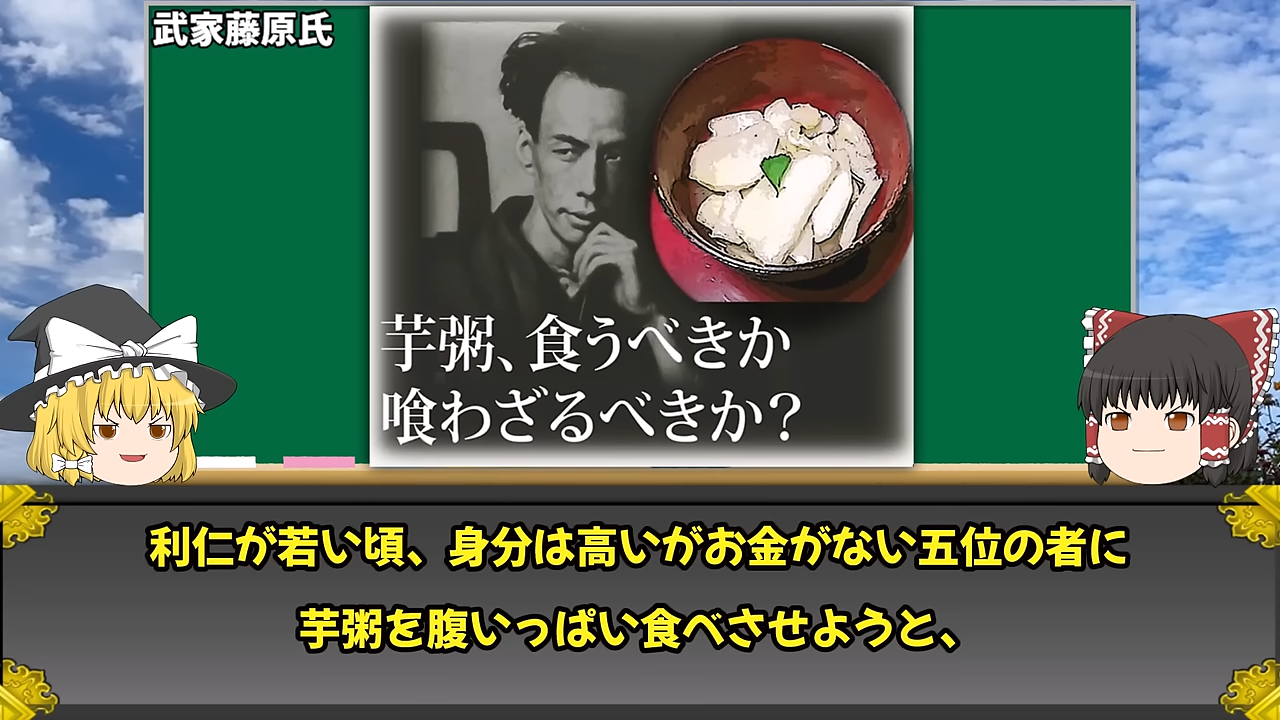 武家藤原氏
芋粥、食うべきか
喰わざるべきか？
利仁が若い頃、身分は高いがお金がない五位の者に
芋粥を腹いっぱい食べさせようと、